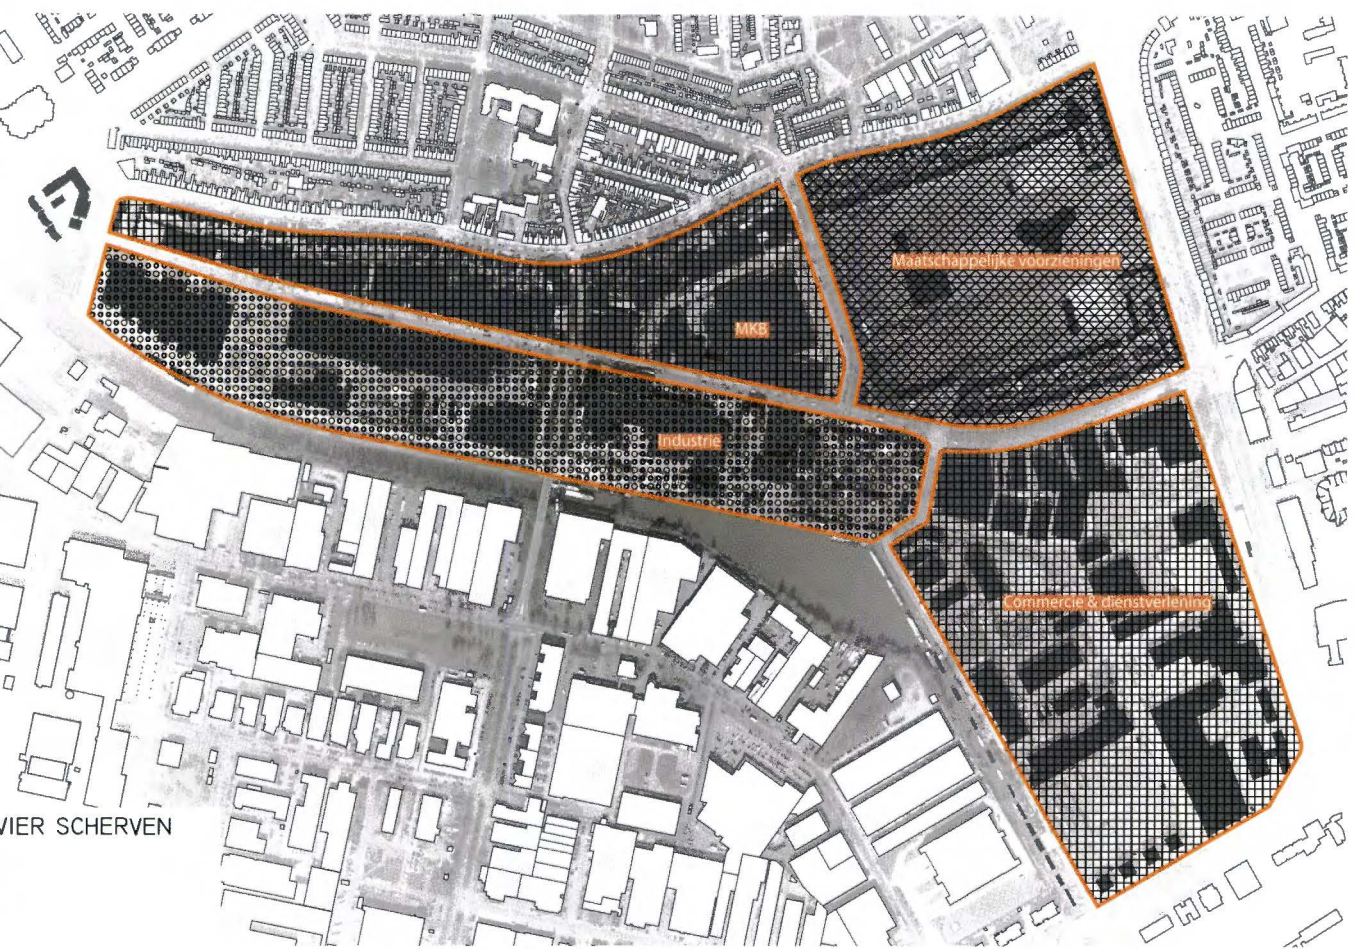 Maatschappelijke voorzieningen
MKB
Industrie
Commercie & dienstverlening
VIER SCHERVEN